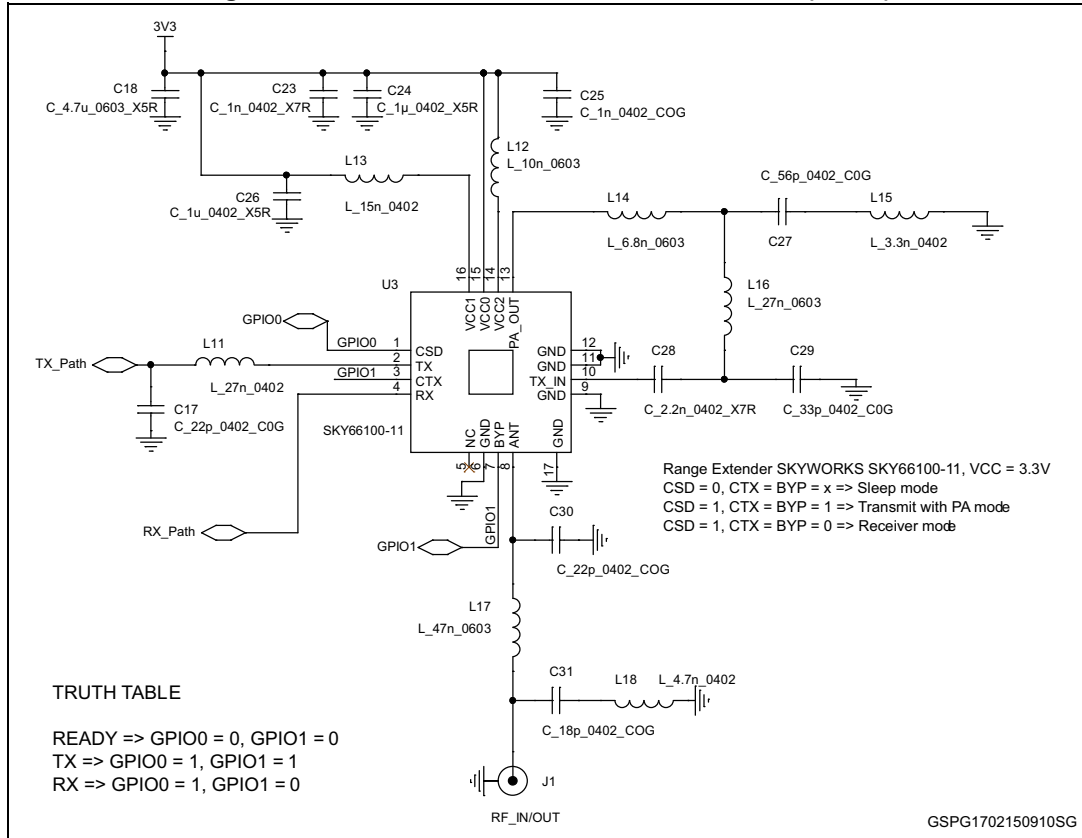 3V3
C18
C_4.7u_0603_X5R
C23
C_1n_0402_X7R
C24
C_1µ_0402_X5R
C25
C_1n_0402_COG
L12
L_10n_0603
L13
L_15n_0402
C26
C_1u_0402_X5R
C_56p_0402_C0G
L14
L_6.8n_0603
C27
L15
L_3.3n_0402
L16
L_27n_0603
U3
16
15
14
13
VCC1
VCC0
VCC2
PA_OUT
GPIO0
GPIO0
1
CSD
TX_Path
L11
L_27n_0402
2
TX
GPIO1
3
CTX
4
RX
C17
C_22p_0402_C0G
SKY66100-11
GND
12
GND
11
TX_IN
10
GND
9
C28
C_2.2n_0402_X7R
C29
C_33p_0402_C0G
NC
GND
BYP
ANT
GND
5
6
7
8
17
Range Extender SKYWORKS SKY66100-11, VCC = 3.3V
CSD = 0, CTX = BYP = x => Sleep mode
CSD = 1, CTX = BYP = 1 => Transmit with PA mode
CSD = 1, CTX = BYP = 0 => Receiver mode
RX_Path
GPIO1
GPIO1
C30
C_22p_0402_COG
L17
L_47n_0603
C31
C_18p_0402_COG
L18
L_4.7n_0402
TRUTH TABLE
READY => GPIO0 = 0, GPIO1 = 0
TX => GPIO0 = 1, GPIO1 = 1
RX => GPIO0 = 1, GPIO1 = 0
J1
RF_IN/OUT
GSPG1702150910SG